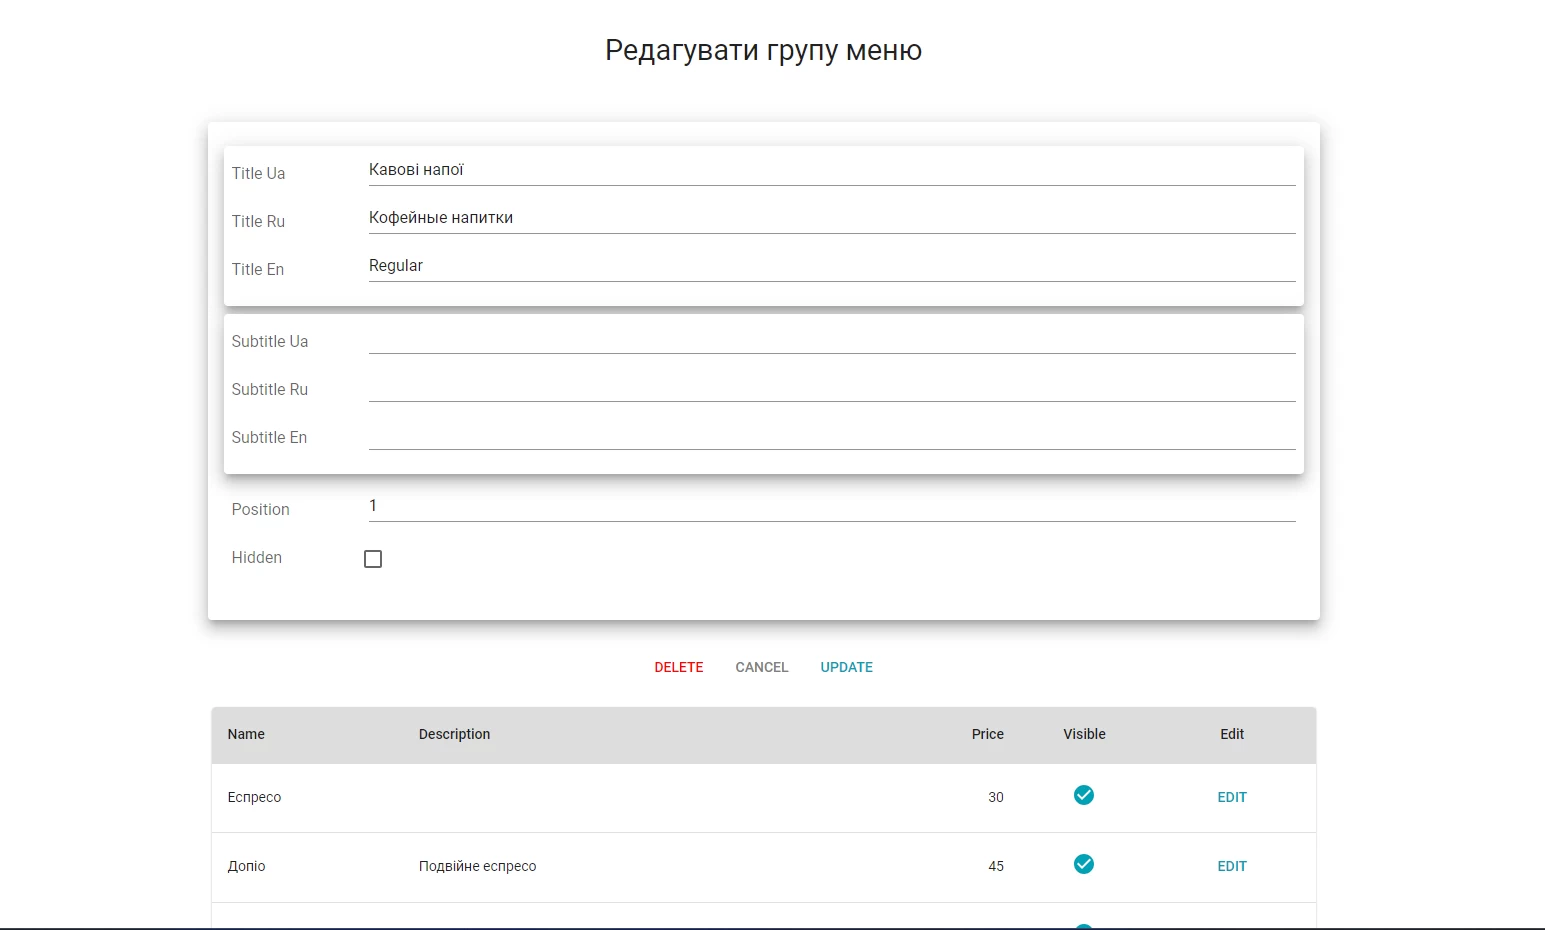 Редагувати групу меню
Title Ua Кавові напої
Title Ru Кофейные напитки
Title En Regular
Subtitle Ua
Subtitle Ru
Subtitle En
Position 1
Hidden
DELETE CANCEL UPDATE
Name Description Price Visible Edit
Еспресо 30 EDIT
Допіо Подвійне еспресо 45 EDIT